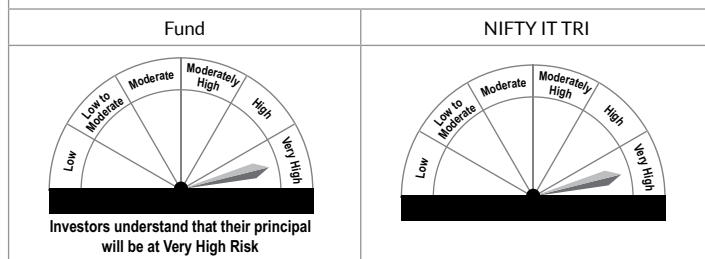 Fund
NIFTY IT TRI
Low
Low to
Moderate
Moderate
Moderately
High
High
Very High
Investors understand that their principal
will be at Very High Risk
Low
Low to
Moderate
Moderate
Moderately
High
High
Very High